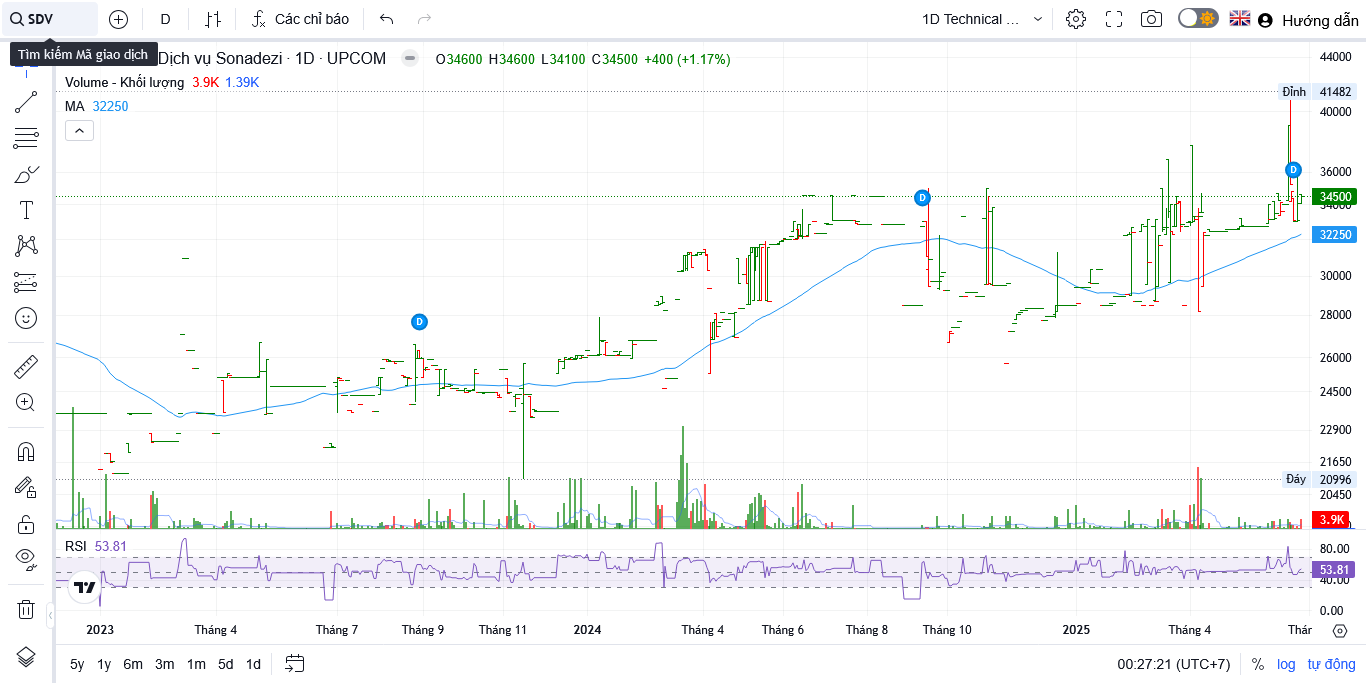 SDV
D
Các chỉ báo
1D Technical ...
Hướng dẫn
Tìm kiếm Mã giao dịch
Dịch vụ Sonadezi · 1D · UPCOM
O34600 H34600 L34100 C34500 +400 (+1.17%)
Volume - Khối lượng 3.9K 1.39K
MA 32250
44000
Đỉnh 41482
40000
D
36000
D
34500
34000
32250
30000
28000
D
26000
24500
22900
21650
Đáy 20996
20450
3.9K
RSI 53.81
80.00
53.81
40.00
0.00
2023 Tháng 4 Tháng 7 Tháng 9 Tháng 11 2024 Tháng 4 Tháng 6 Tháng 8 Tháng 10 2025 Tháng 4 Thár
5y 1y 6m 3m 1m 5d 1d
00:27:21 (UTC+7) % log tự động